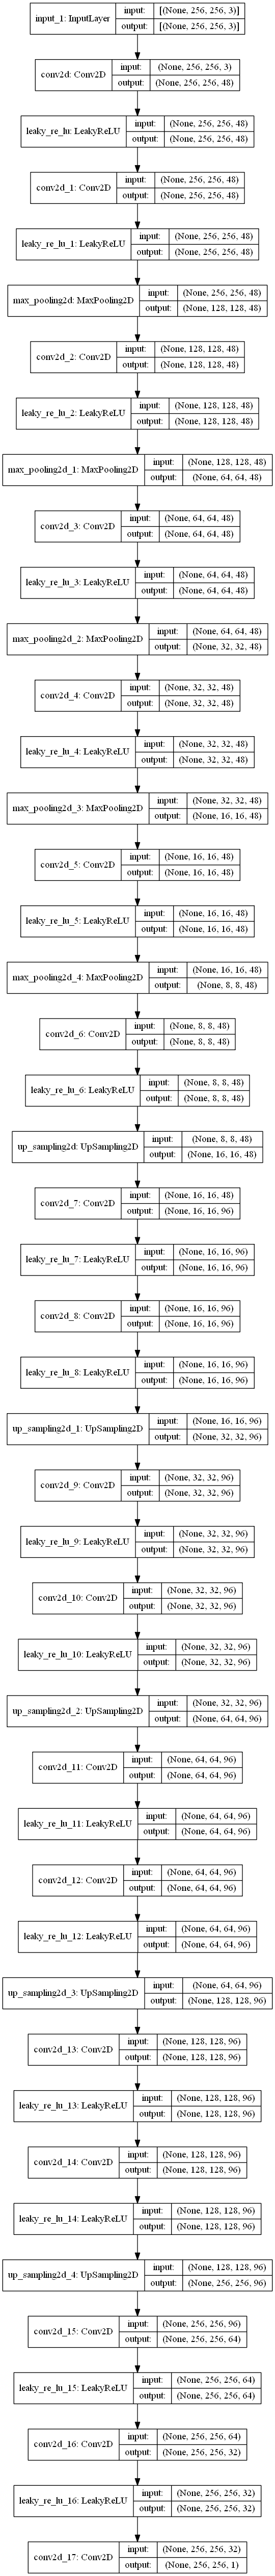 input_1: InputLayer input: [(None, 256, 256, 3)]
output: [(None, 256, 256, 3)]
conv2d: Conv2D input: (None, 256, 256, 3)
output: (None, 256, 256, 48)
leaky_re_lu: LeakyReLU input: (None, 256, 256, 48)
output: (None, 256, 256, 48)
conv2d_1: Conv2D input: (None, 256, 256, 48)
output: (None, 256, 256, 48)
leaky_re_lu_1: LeakyReLU input: (None, 256, 256, 48)
output: (None, 256, 256, 48)
max_pooling2d: MaxPooling2D input: (None, 256, 256, 48)
output: (None, 128, 128, 48)
conv2d_2: Conv2D input: (None, 128, 128, 48)
output: (None, 128, 128, 48)
leaky_re_lu_2: LeakyReLU input: (None, 128, 128, 48)
output: (None, 128, 128, 48)
max_pooling2d_1: MaxPooling2D input: (None, 128, 128, 48)
output: (None, 64, 64, 48)
conv2d_3: Conv2D input: (None, 64, 64, 48)
output: (None, 64, 64, 48)
leaky_re_lu_3: LeakyReLU input: (None, 64, 64, 48)
output: (None, 64, 64, 48)
max_pooling2d_2: MaxPooling2D input: (None, 64, 64, 48)
output: (None, 32, 32, 48)
conv2d_4: Conv2D input: (None, 32, 32, 48)
output: (None, 32, 32, 48)
leaky_re_lu_4: LeakyReLU input: (None, 32, 32, 48)
output: (None, 32, 32, 48)
max_pooling2d_3: MaxPooling2D input: (None, 32, 32, 48)
output: (None, 16, 16, 48)
conv2d_5: Conv2D input: (None, 16, 16, 48)
output: (None, 16, 16, 48)
leaky_re_lu_5: LeakyReLU input: (None, 16, 16, 48)
output: (None, 16, 16, 48)
max_pooling2d_4: MaxPooling2D input: (None, 16, 16, 48)
output: (None, 8, 8, 48)
conv2d_6: Conv2D input: (None, 8, 8, 48)
output: (None, 8, 8, 48)
leaky_re_lu_6: LeakyReLU input: (None, 8, 8, 48)
output: (None, 8, 8, 48)
up_sampling2d: UpSampling2D input: (None, 8, 8, 48)
output: (None, 16, 16, 48)
conv2d_7: Conv2D input: (None, 16, 16, 48)
output: (None, 16, 16, 96)
leaky_re_lu_7: LeakyReLU input: (None, 16, 16, 96)
output: (None, 16, 16, 96)
conv2d_8: Conv2D input: (None, 16, 16, 96)
output: (None, 16, 16, 96)
leaky_re_lu_8: LeakyReLU input: (None, 16, 16, 96)
output: (None, 16, 16, 96)
up_sampling2d_1: UpSampling2D input: (None, 16, 16, 96)
output: (None, 32, 32, 96)
conv2d_9: Conv2D input: (None, 32, 32, 96)
output: (None, 32, 32, 96)
leaky_re_lu_9: LeakyReLU input: (None, 32, 32, 96)
output: (None, 32, 32, 96)
conv2d_10: Conv2D input: (None, 32, 32, 96)
output: (None, 32, 32, 96)
leaky_re_lu_10: LeakyReLU input: (None, 32, 32, 96)
output: (None, 32, 32, 96)
up_sampling2d_2: UpSampling2D input: (None, 32, 32, 96)
output: (None, 64, 64, 96)
conv2d_11: Conv2D input: (None, 64, 64, 96)
output: (None, 64, 64, 96)
leaky_re_lu_11: LeakyReLU input: (None, 64, 64, 96)
output: (None, 64, 64, 96)
conv2d_12: Conv2D input: (None, 64, 64, 96)
output: (None, 64, 64, 96)
leaky_re_lu_12: LeakyReLU input: (None, 64, 64, 96)
output: (None, 64, 64, 96)
up_sampling2d_3: UpSampling2D input: (None, 64, 64, 96)
output: (None, 128, 128, 96)
conv2d_13: Conv2D input: (None, 128, 128, 96)
output: (None, 128, 128, 96)
leaky_re_lu_13: LeakyReLU input: (None, 128, 128, 96)
output: (None, 128, 128, 96)
conv2d_14: Conv2D input: (None, 128, 128, 96)
output: (None, 128, 128, 96)
leaky_re_lu_14: LeakyReLU input: (None, 128, 128, 96)
output: (None, 128, 128, 96)
up_sampling2d_4: UpSampling2D input: (None, 128, 128, 96)
output: (None, 256, 256, 96)
conv2d_15: Conv2D input: (None, 256, 256, 96)
output: (None, 256, 256, 64)
leaky_re_lu_15: LeakyReLU input: (None, 256, 256, 64)
output: (None, 256, 256, 64)
conv2d_16: Conv2D input: (None, 256, 256, 64)
output: (None, 256, 256, 32)
leaky_re_lu_16: LeakyReLU input: (None, 256, 256, 32)
output: (None, 256, 256, 32)
conv2d_17: Conv2D input: (None, 256, 256, 32)
output: (None, 256, 256, 1)